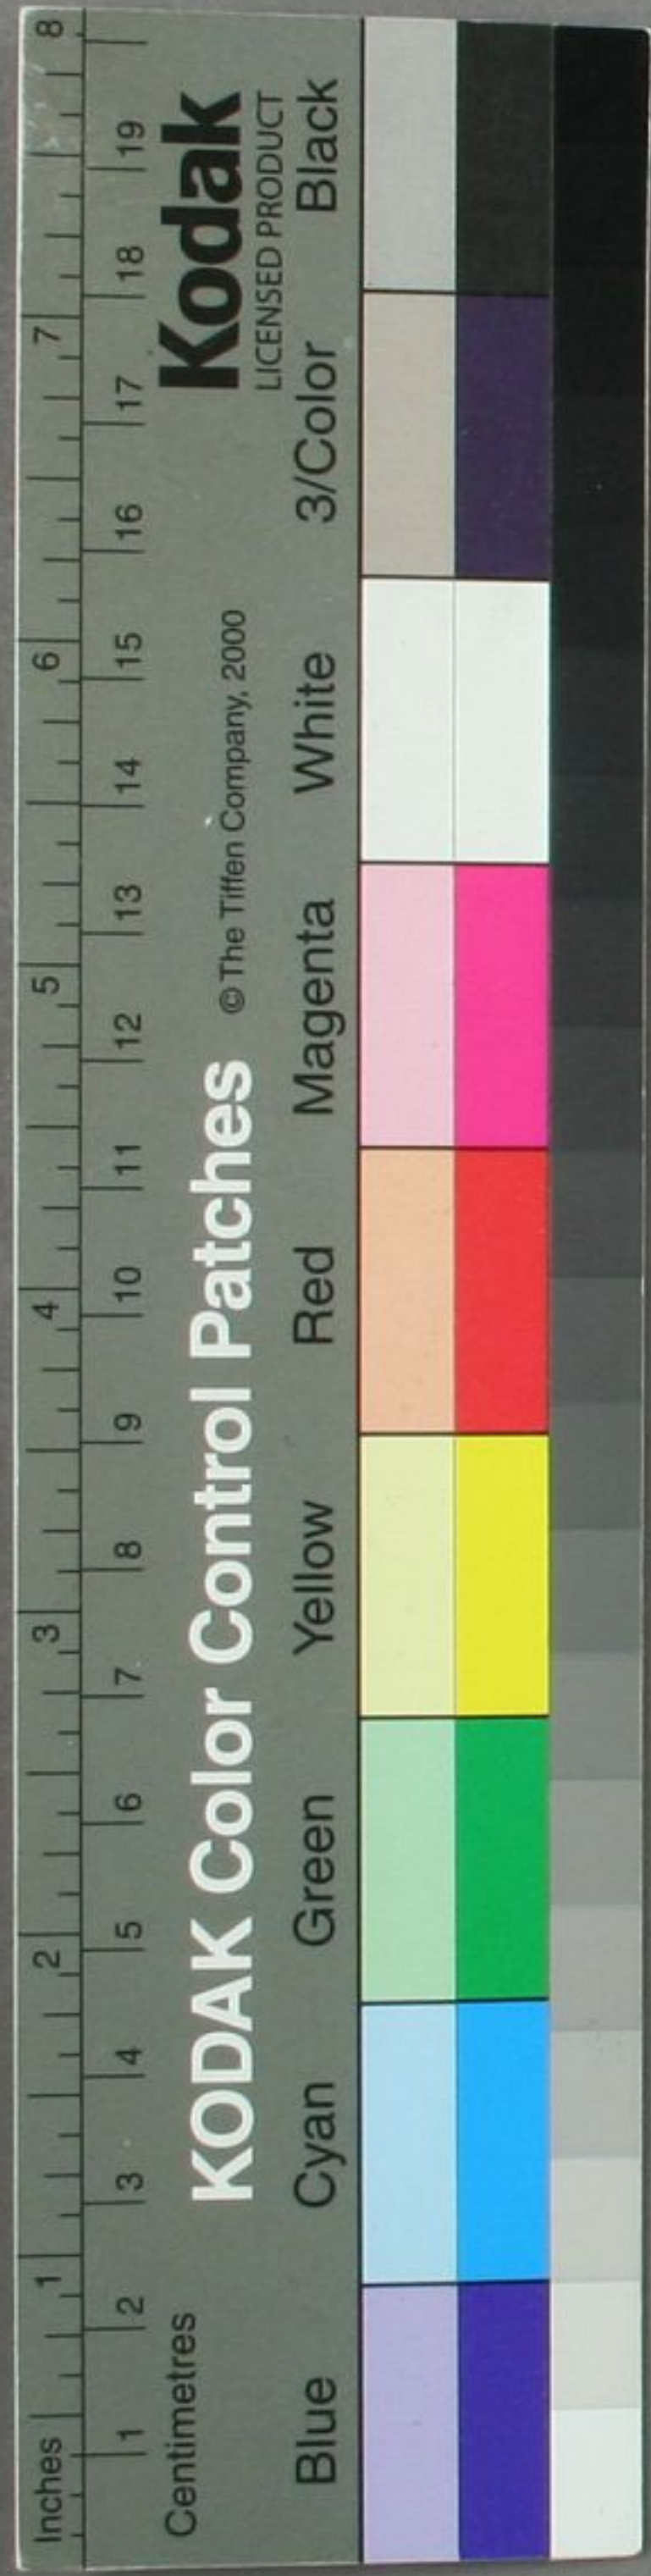 Inches 1 2 3 4 5 6 7 8
Centimetres 1 2 3 4 5 6 7 8 9 10 11 12 13 14 15 16 17 18 19
KODAK Color Control Patches © The Tiffen Company, 2000 Kodak
LICENSED PRODUCT
Blue Cyan Green Yellow Red Magenta White 3/Color Black